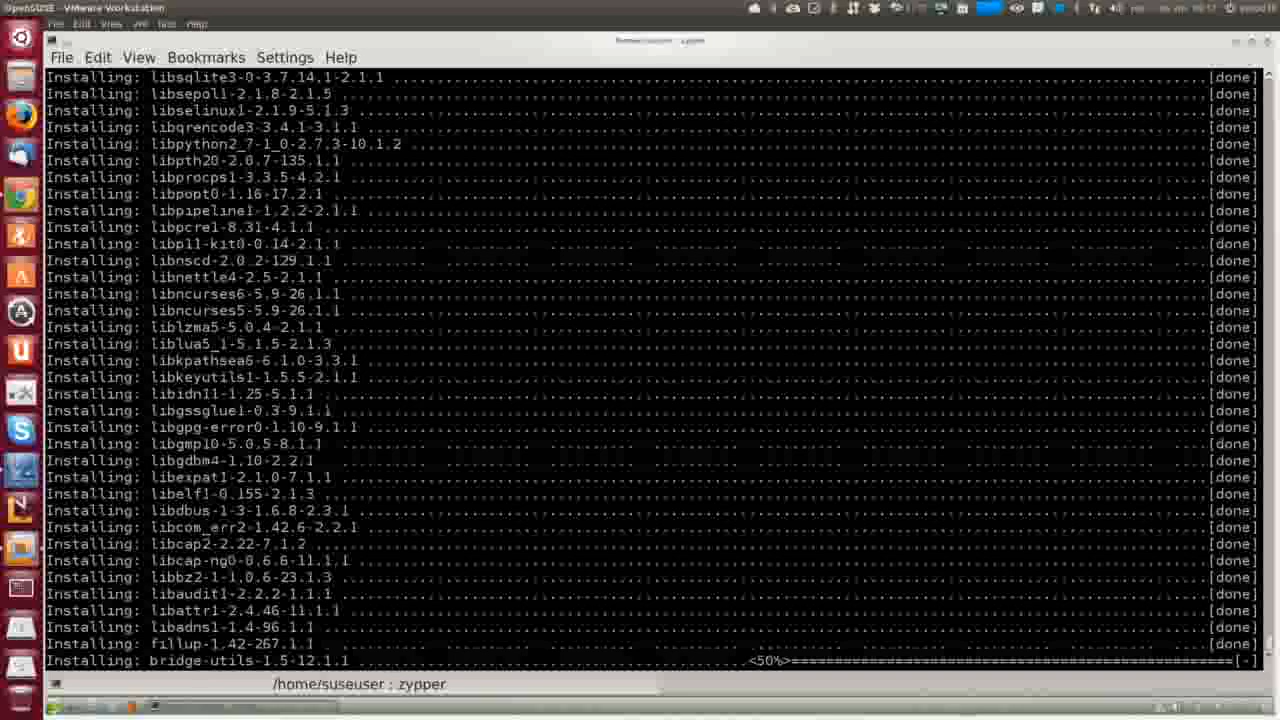 OpenSUSE - VMware Workstation
File Edit View VM Tabs Help
/home/suseuser : zypper
File Edit View Bookmarks Settings Help
Installing: libsqlite3-0-3.7.14.1-2.1.1 [done]
Installing: libsepol1-2.1.8-2.1.5 [done]
Installing: libselinux1-2.1.9-5.1.3 [done]
Installing: libqrencode3-3.4.1-3.1.1 [done]
Installing: libpython2_7-1_0-2.7.3-10.1.2 [done]
Installing: libpth20-2.0.7-135.1.1 [done]
Installing: libprocps1-3.3.5-4.2.1 [done]
Installing: libpopt0-1.16-17.2.1 [done]
Installing: libpipeline1-1.2.2-2.1.1 [done]
Installing: libpcre1-8.31-4.1.1 [done]
Installing: libp11-kit0-0.14-2.1.1 [done]
Installing: libnscd-2.0.2-129.1.1 [done]
Installing: libnettle4-2.5-2.1.1 [done]
Installing: libncurses6-5.9-26.1.1 [done]
Installing: libncurses5-5.9-26.1.1 [done]
Installing: liblzma5-5.0.4-2.1.1 [done]
Installing: liblua5_1-5.1.5-2.1.3 [done]
Installing: libkpathsea6-6.1.0-3.3.1 [done]
Installing: libkeyutils1-1.5.5-2.1.1 [done]
Installing: libidn11-1.25-5.1.1 [done]
Installing: libgssglue1-0.3-9.1.1 [done]
Installing: libgpg-error0-1.10-9.1.1 [done]
Installing: libgmp10-5.0.5-8.1.1 [done]
Installing: libgdbm4-1.10-2.2.1 [done]
Installing: libexpat1-2.1.0-7.1.1 [done]
Installing: libelf1-0.155-2.1.3 [done]
Installing: libdbus-1-3-1.6.8-2.3.1 [done]
Installing: libcom_err2-1.42.6-2.2.1 [done]
Installing: libcap2-2.22-7.1.2 [done]
Installing: libcap-ng0-0.6.6-11.1.1 [done]
Installing: libbz2-1-1.0.6-23.1.3 [done]
Installing: libaudit1-2.2.2-1.1.1 [done]
Installing: libattr1-2.4.46-11.1.1 [done]
Installing: libadns1-1.4-96.1.1 [done]
Installing: fillup-1.42-267.1.1 [done]
Installing: bridge-utils-1.5-12.1.1 <50%>=====[-]
/home/suseuser : zypper